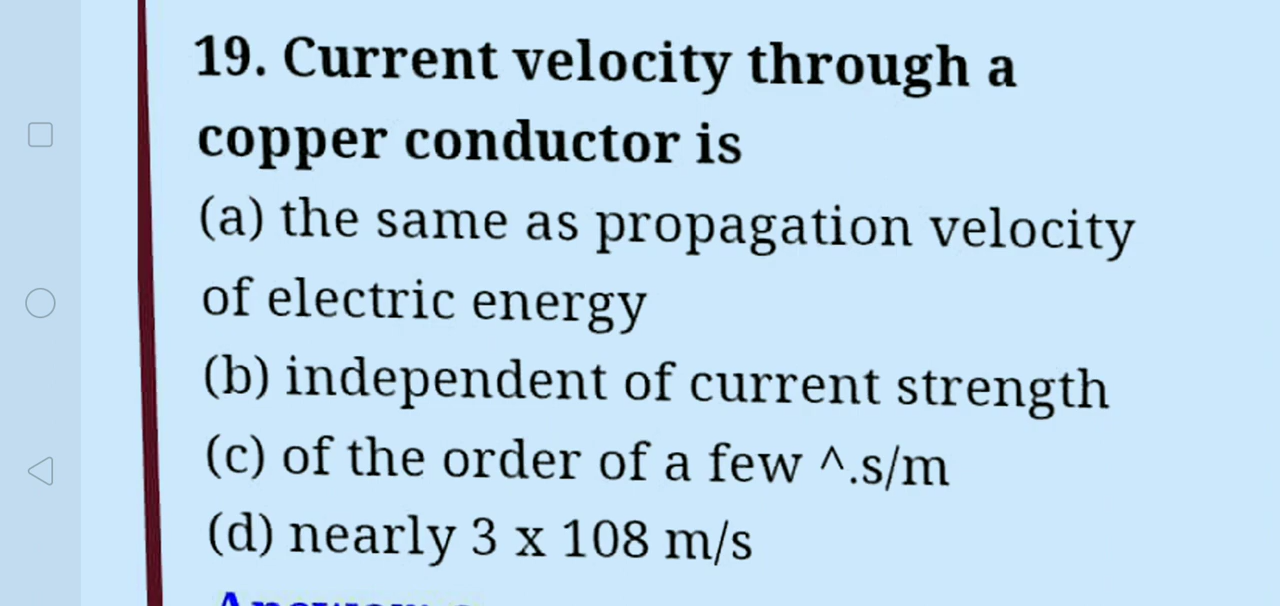 19. Current velocity through a
copper conductor is
(a) the same as propagation velocity
of electric energy
(b) independent of current strength
(c) of the order of a few ^.s/m
(d) nearly 3 x 108 m/s